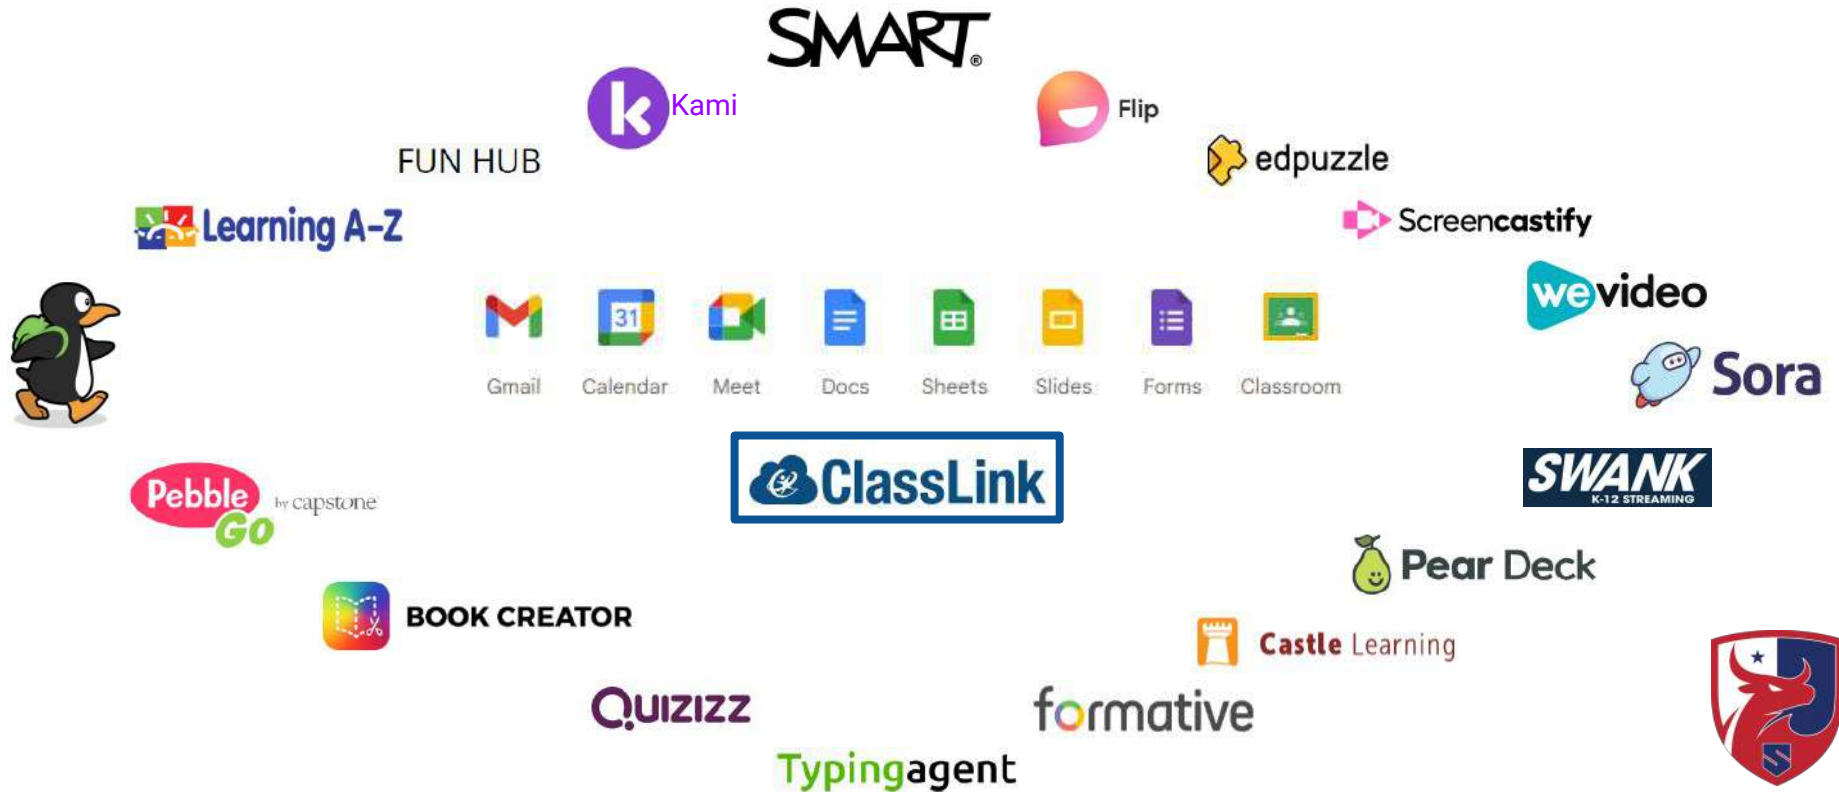 SMART®
k Kami
Flip
FUN HUB
edpuzzle
Learning A-Z
Screencastify
wevideo
31
Gmail Calendar Meet Docs Sheets Slides Forms Classroom
Sora
ClassLink
SWANK
K-12 STREAMING
Pebble
Go
by capstone
Pear Deck
BOOK CREATOR
Castle Learning
Quizizz
formative
Typingagent
S